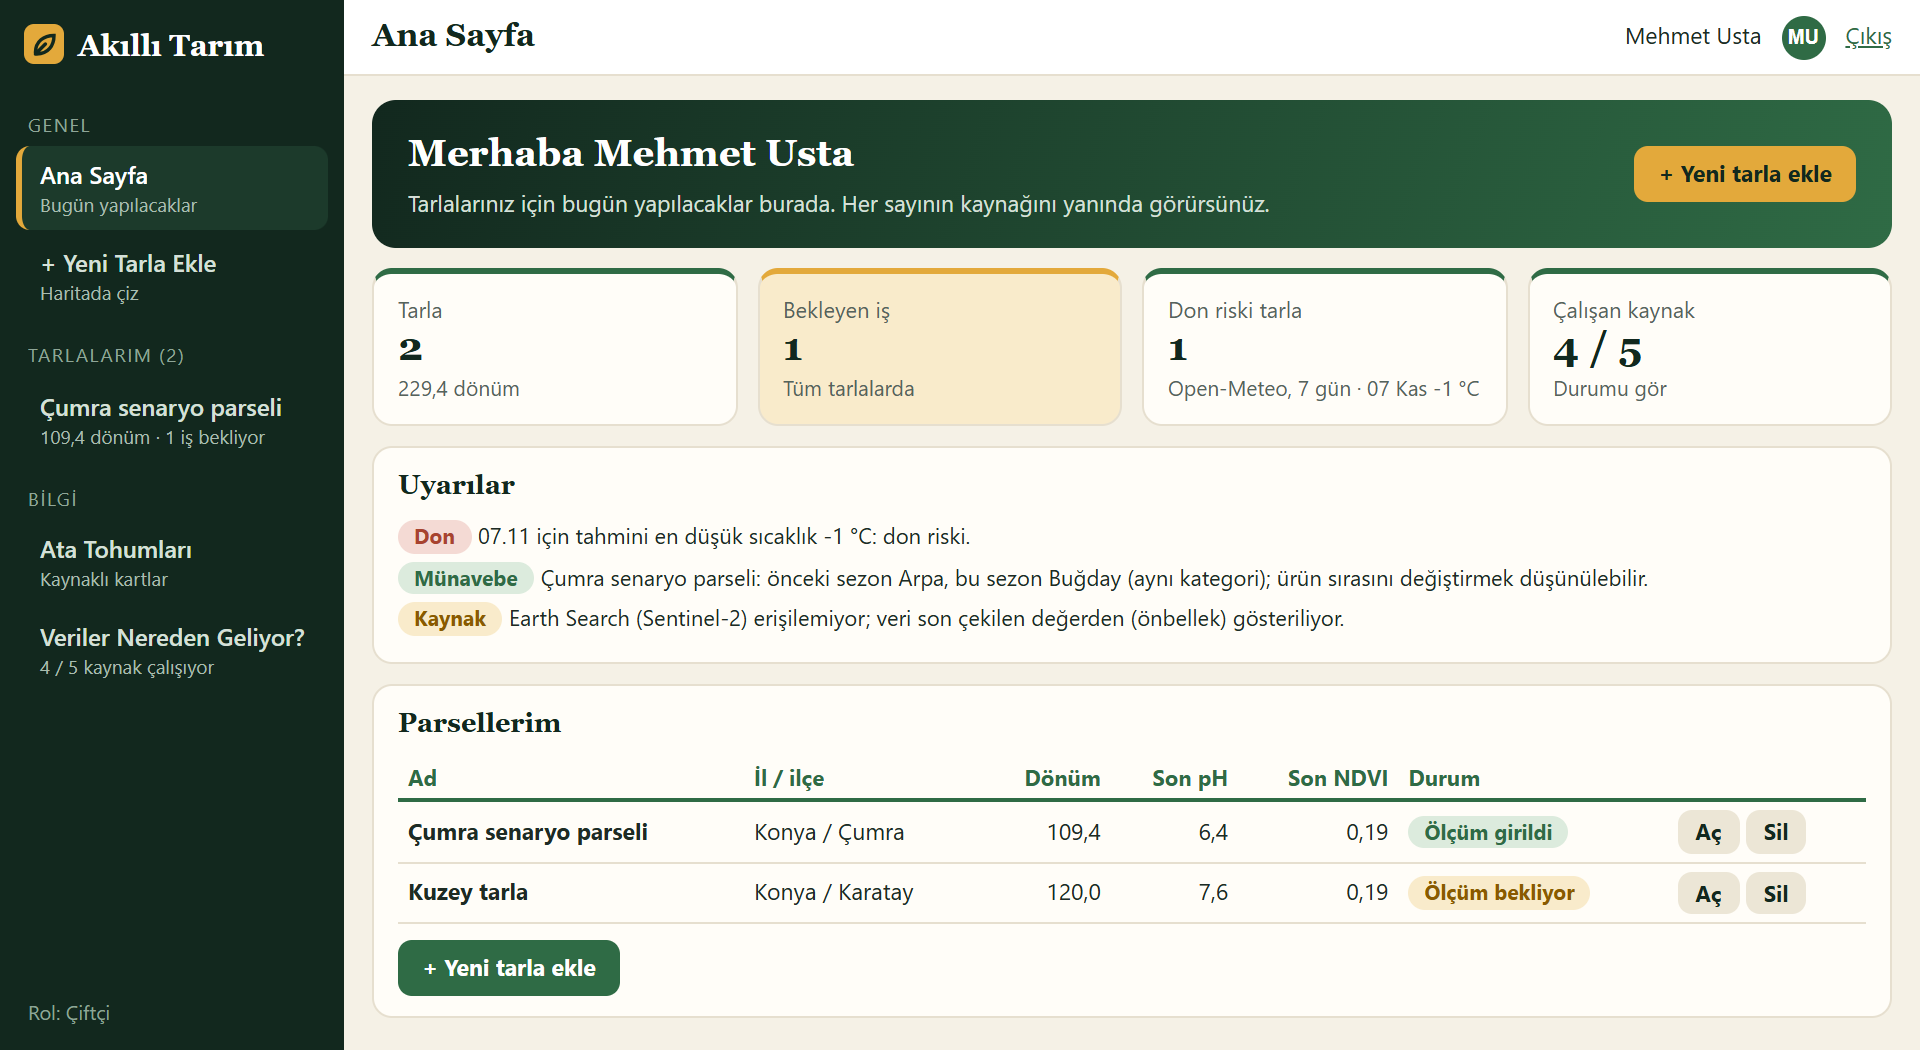 Akıllı Tarım
GENEL
Ana Sayfa
Bugün yapılacaklar
+ Yeni Tarla Ekle
Haritada çiz
TARLALARIM (2)
Çumra senaryo parseli
109,4 dönüm · 1 iş bekliyor
BİLGİ
Ata Tohumları
Kaynaklı kartlar
Veriler Nereden Geliyor?
4 / 5 kaynak çalışıyor
Rol: Çiftçi
Ana Sayfa
Mehmet Usta MU Çıkış
Merhaba Mehmet Usta
Tarlalarınız için bugün yapılacaklar burada. Her sayının kaynağını yanında görürsünüz.
+ Yeni tarla ekle
Tarla
2
229,4 dönüm
Bekleyen iş
1
Tüm tarlalarda
Don riski tarla
1
Open-Meteo, 7 gün · 07 Kas -1 °C
Çalışan kaynak
4 / 5
Durumu gör
Uyarılar
Don 07.11 için tahmini en düşük sıcaklık -1 °C: don riski.
Münavebe Çumra senaryo parseli: önceki sezon Arpa, bu sezon Buğday (aynı kategori); ürün sırasını değiştirmek düşünülebilir.
Kaynak Earth Search (Sentinel-2) erişilemiyor; veri son çekilen değerden (önbellek) gösteriliyor.
Parsellerim
Ad İl / ilçe Dönüm Son pH Son NDVI Durum
Çumra senaryo parseli Konya / Çumra 109,4 6,4 0,19 Ölçüm girildi Aç Sil
Kuzey tarla Konya / Karatay 120,0 7,6 0,19 Ölçüm bekliyor Aç Sil
+ Yeni tarla ekle